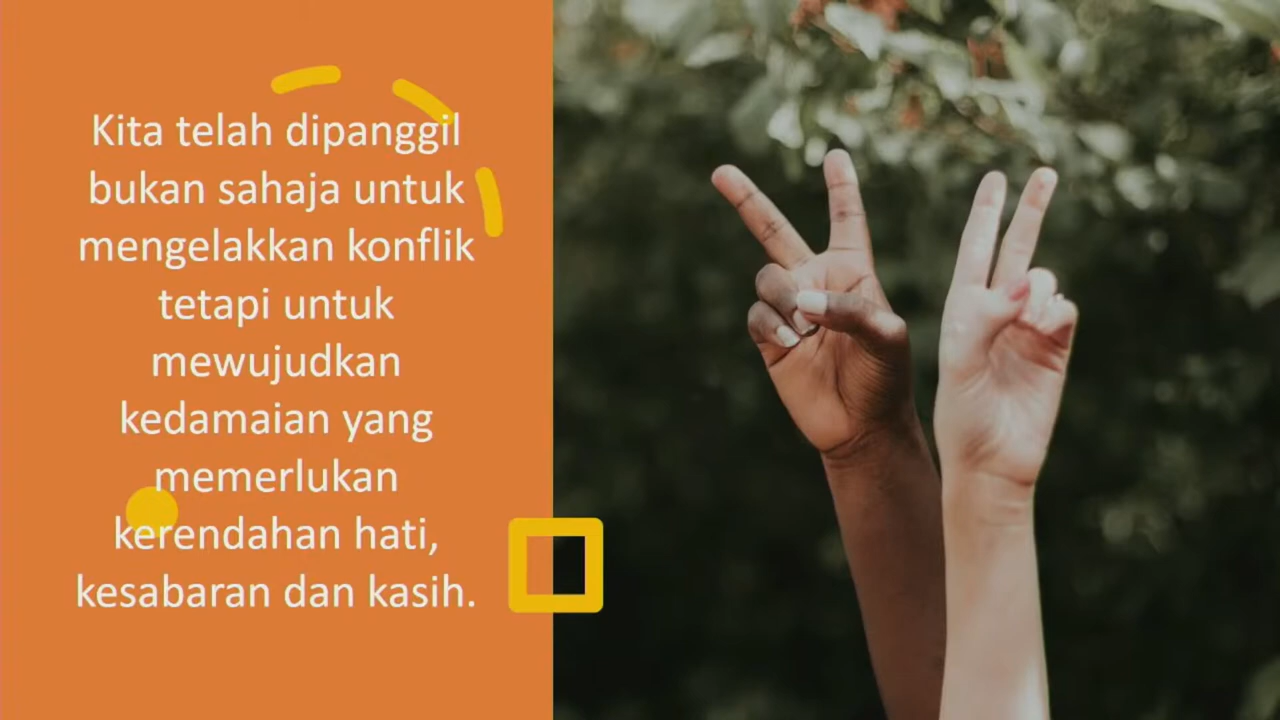 Kita telah dipanggil
bukan sahaja untuk
mengelakkan konflik
tetapi untuk
mewujudkan
kedamaian yang
memerlukan
kerendahan hati,
kesabaran dan kasih.